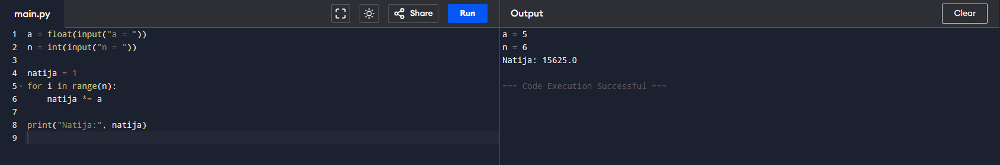 main.py
Share
Run
Output
Clear
1 a = float(input("a = "))
2 n = int(input("n = "))
3
4 natija = 1
5 for i in range(n):
6     natija *= a
7
8 print("Natija:", natija)
9
a = 5
n = 6
Natija: 15625.0
=== Code Execution Successful ===